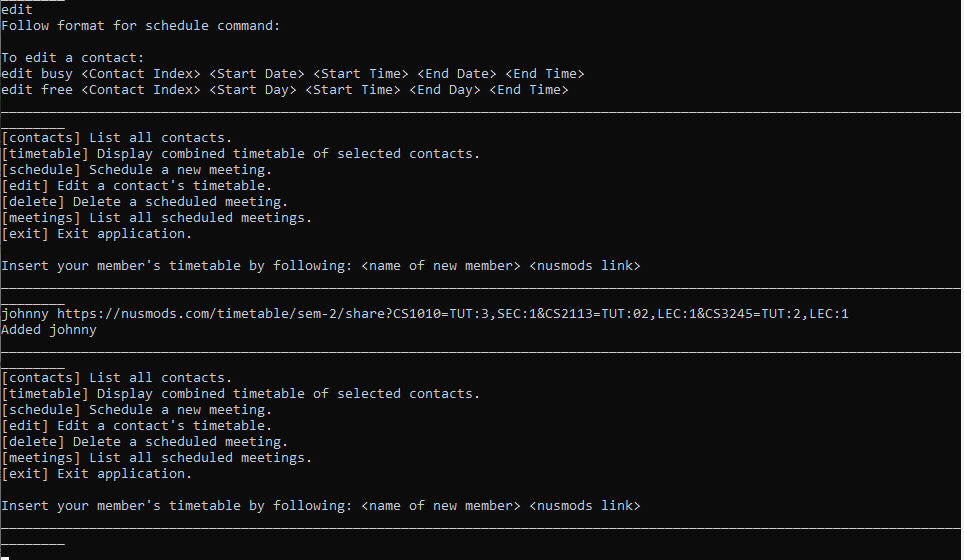 edit
Follow format for schedule command:
To edit a contact:
edit busy <Contact Index> <Start Date> <Start Time> <End Date> <End Time>
edit free <Contact Index> <Start Day> <Start Time> <End Day> <End Time>
[contacts] List all contacts.
[timetable] Display combined timetable of selected contacts.
[schedule] Schedule a new meeting.
[edit] Edit a contact's timetable.
[delete] Delete a scheduled meeting.
[meetings] List all scheduled meetings.
[exit] Exit application.
Insert your member's timetable by following: <name of new member> <nusmods link>
johnny https://nusmods.com/timetable/sem-2/share?CS1010=TUT:3,SEC:1&CS2113=TUT:02,LEC:1&CS3245=TUT:2,LEC:1
Added johnny
[contacts] List all contacts.
[timetable] Display combined timetable of selected contacts.
[schedule] Schedule a new meeting.
[edit] Edit a contact's timetable.
[delete] Delete a scheduled meeting.
[meetings] List all scheduled meetings.
[exit] Exit application.
Insert your member's timetable by following: <name of new member> <nusmods link>